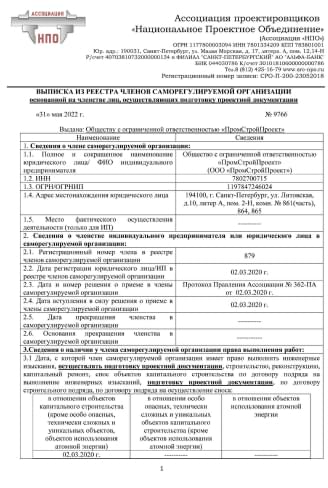 АССОЦИАЦИЯ
НПО
Ассоциация проектировщиков
«Национальное Проектное Объединение»
(Ассоциация «НПО»)
ОГРН 1177800003094 ИНН 7801334209 КПП 783801001
Юр. адр.: 190031, Санкт-Петербург, ул. Малая Морская, д. 17, литера. А, пом. 12,14-Н
Р/счет 40703810732000000134 в ФИЛИАЛ "САНКТ-ПЕТЕРБУРГСКИЙ" АО "АЛЬФА-БАНК"
БИК 044030786 К/счет 30101810600000000786
Тел.8 (812) 425-16-79 www.sro-npo.ru
Регистрационный номер записи: СРО-П-200-23052018
ВЫПИСКА ИЗ РЕЕСТРА ЧЛЕНОВ САМОРЕГУЛИРУЕМОЙ ОРГАНИЗАЦИИ
основанной на членстве лиц, осуществляющих подготовку проектной документации
«31» мая 2022 г. № 9766
Выдана: Обществу с ограниченной ответственностью «ПромСтройПроект»
Наименование Сведения
1. Сведения о члене саморегулируемой организации:
1.1. Полное и сокращенное наименование юридического лица/ ФИО индивидуального предпринимателя
Общество с ограниченной ответственностью
«ПромСтройПроект»
(ООО «ПромСтройПроект»)
1.2. ИНН 7802700715
1.3. ОГРН/ОГРНИП 1197847246024
1.4. Адрес местонахождения юридического лица
194100, г. Санкт-Петербург, ул. Литовская,
д.10, литер А, пом. 2-Н, комн. № 861(часть),
864, 865
1.5. Место фактического осуществления
деятельности (только для ИП) ----------
2. Сведения о членстве индивидуального предпринимателя или юридического лица в
саморегулируемой организации:
2.1. Регистрационный номер члена в реестре
членов саморегулируемой организации 879
2.2. Дата регистрации юридического лица/ИП в
реестре членов саморегулируемой организации 02.03.2020 г.
2.3. Дата и номер решения о приеме в члены
саморегулируемой организации
Протокол Правления Ассоциации № 362-ПА
от 02.03.2020 г.
2.4. Дата вступления в силу решения о приеме в
члены саморегулируемой организации 02.03.2020 г.
2.5. Дата прекращения членства в
саморегулируемой организации ----------
2.6. Основания прекращения членства в
саморегулируемой организации ----------
3.Сведения о наличии у члена саморегулируемой организации права выполнения работ:
3.1. Дата, с которой член саморегулируемой организации имеет право выполнять инженерные
изыскания, осуществлять подготовку проектной документации, строительство, реконструкцию,
капитальный ремонт, снос объектов капитального строительства по договору подряда на
выполнение инженерных изысканий, подготовку проектной документации, по договору
строительного подряда, по договору подряда на осуществление сноса:
в отношении объектов
капитального строительства
(кроме особо опасных,
технически сложных и
уникальных объектов,
объектов использования
атомной энергии)
в отношении особо
опасных, технически
сложных и уникальных
объектов капитального
строительства (кроме
объектов использования
атомной энергии)
в отношении объектов
использования атомной
энергии
02.03.2020 г. ---------- ----------
1